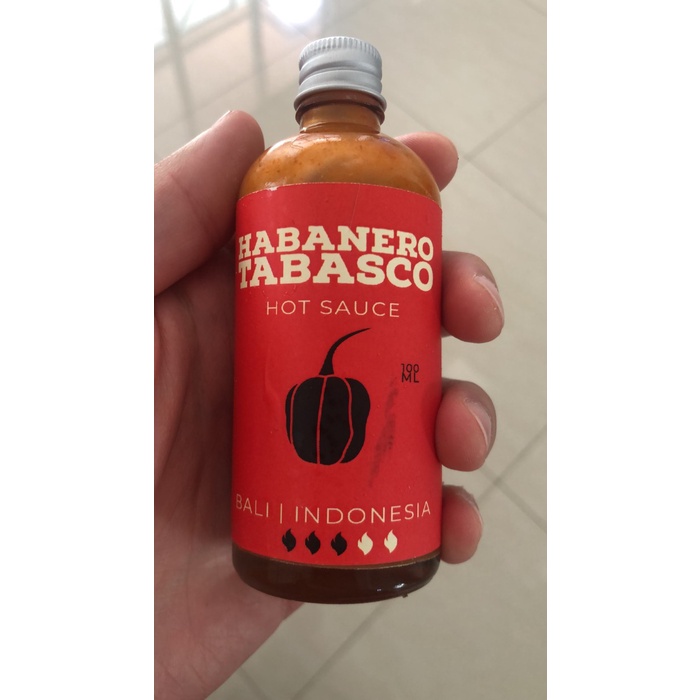 HABANERO
TABASCO
HOT SAUCE
100
ML
BALI | INDONESIA